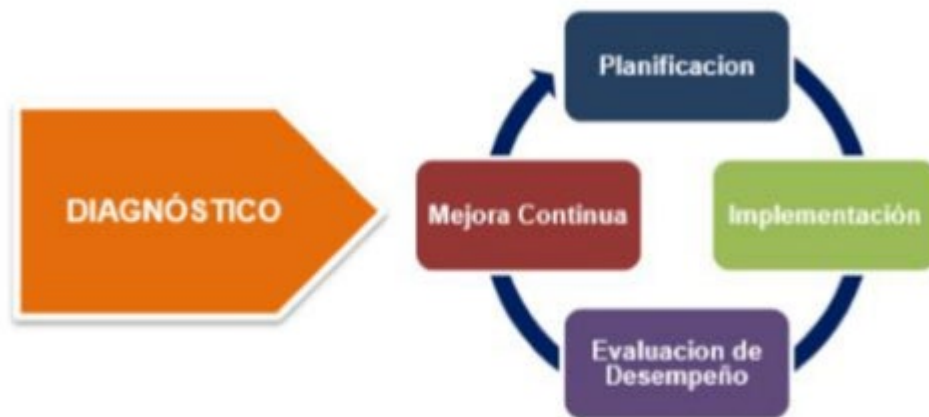 DIAGNÓSTICO
Planificacion
Implementación
Evaluacion de
Desempeño
Mejora Continua